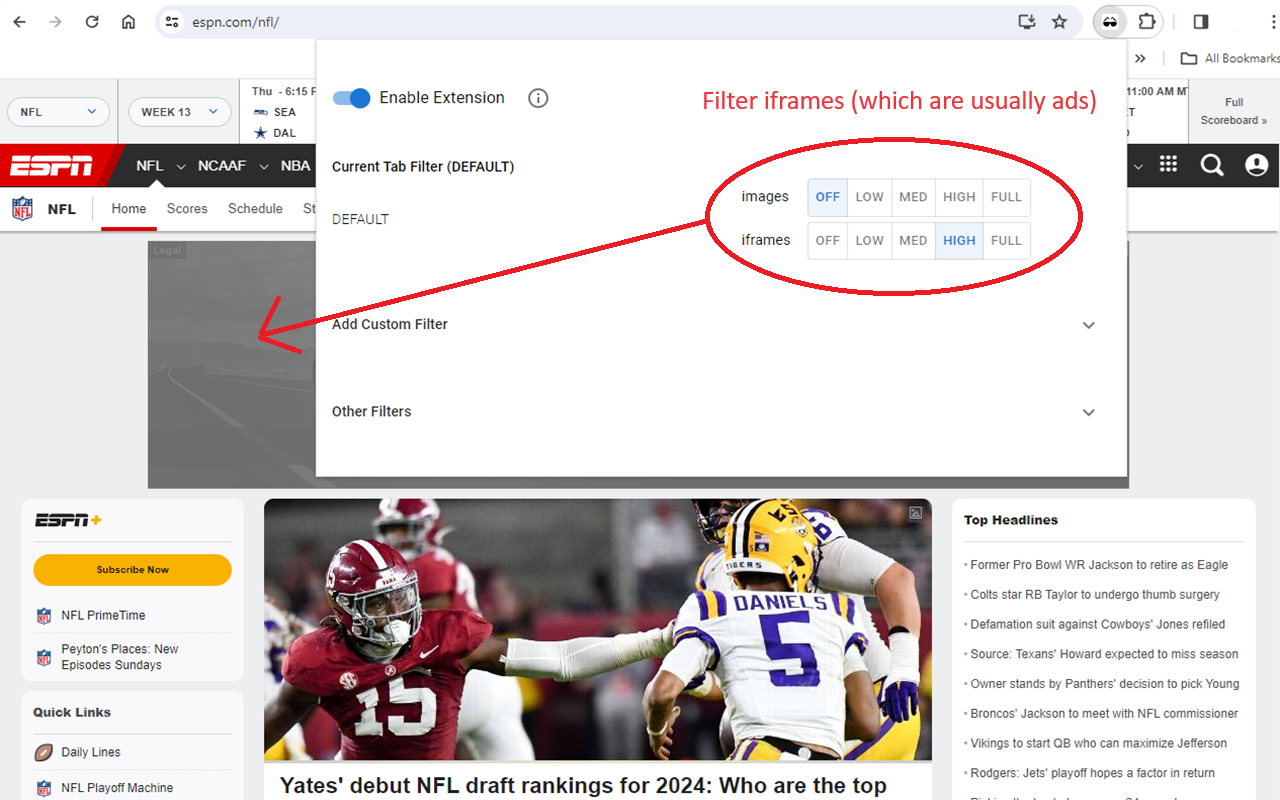 espn.com/nfl/
All Bookmarks
NFL
WEEK 13
Thu - 6:15 P
SEA
DAL
11:00 AM MT
Full
Scoreboard »
Enable Extension
Filter iframes (which are usually ads)
Current Tab Filter (DEFAULT)
DEFAULT
images OFF LOW MED HIGH FULL
iframes OFF LOW MED HIGH FULL
Add Custom Filter
Other Filters
ESPN NFL NCAAF NBA
NFL Home Scores Schedule St
Legal
ESPN+
Subscribe Now
NFL PrimeTime
Peyton's Places: New
Episodes Sundays
Quick Links
Daily Lines
NFL Playoff Machine
TIGERS
DANIELS
5
15
Yates' debut NFL draft rankings for 2024: Who are the top
Top Headlines
Former Pro Bowl WR Jackson to retire as Eagle
Colts star RB Taylor to undergo thumb surgery
Defamation suit against Cowboys' Jones refiled
Source: Texans' Howard expected to miss season
Owner stands by Panthers' decision to pick Young
Broncos' Jackson to meet with NFL commissioner
Vikings to start QB who can maximize Jefferson
Rodgers: Jets' playoff hopes a factor in return